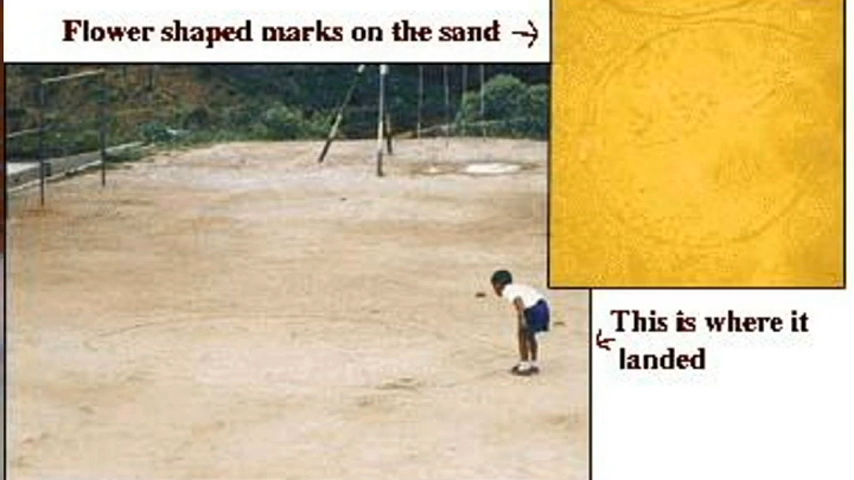 Flower shaped marks on the sand
This is where it
landed